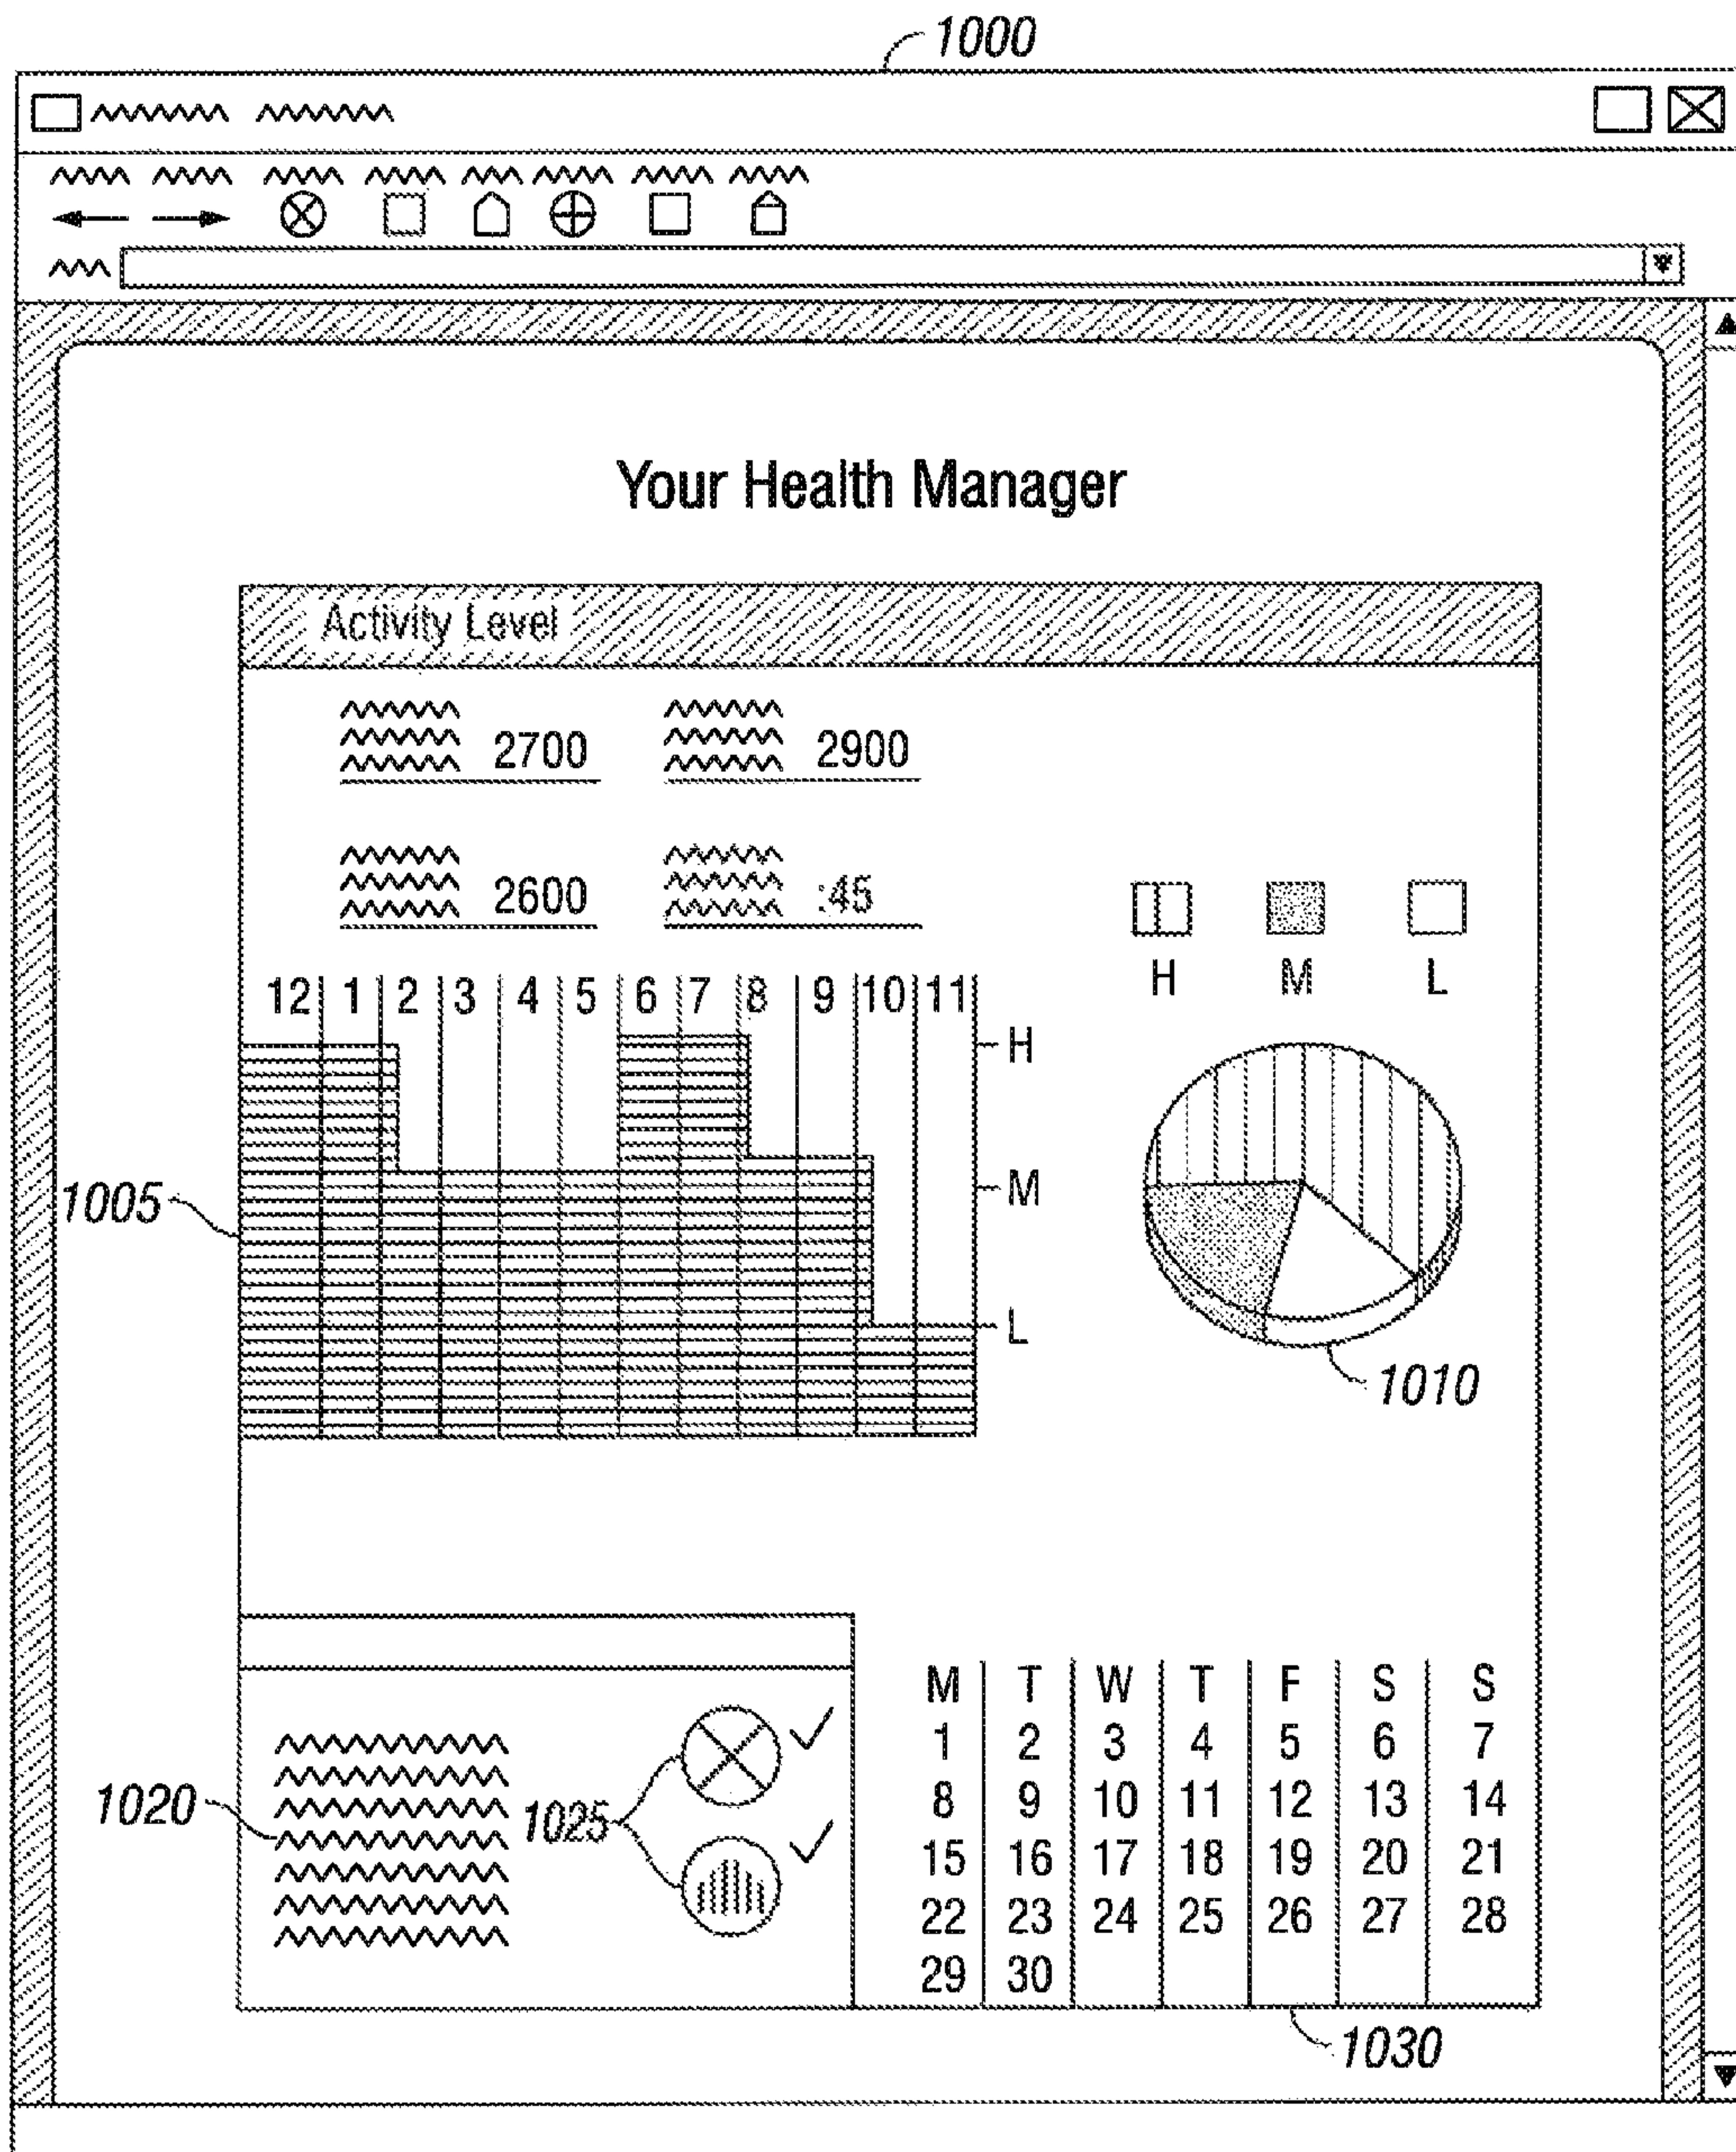 1000
Your Health Manager
Activity Level
2700 2900
2600 :45
H M L
12 1 2 3 4 5 6 7 8 9 10 11
H
M
L
1005
1010
M T W T F S S
1 2 3 4 5 6 7
8 9 10 11 12 13 14
15 16 17 18 19 20 21
22 23 24 25 26 27 28
29 30
1020
1025
1030